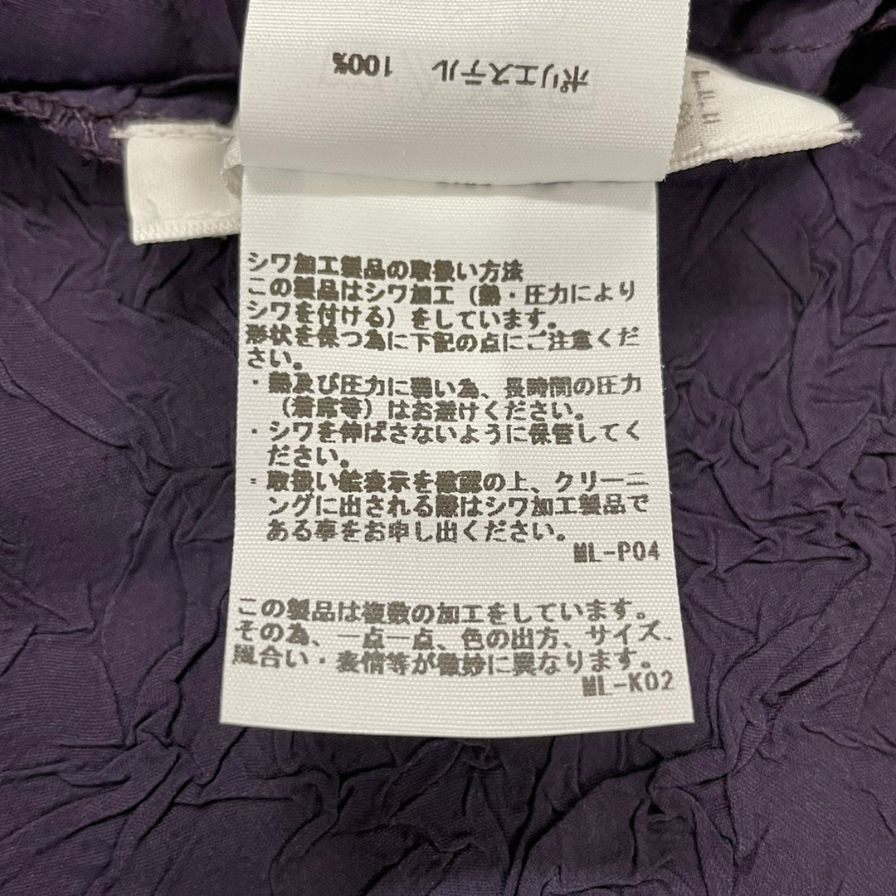 ポリエステル 100%
シワ加工製品の取扱い方法
この製品はシワ加工（熱・圧力により
シワを付ける）をしています。
形状を保つ為に下記の点にご注意くだ
さい。
・熱及び圧力に弱い為、長時間の圧力
（着席等）はお避けください。
・シワを伸ばさないように保管してく
ださい。
・取扱い絵表示を確認の上、クリーニ
ングに出される際はシワ加工製品で
ある事をお申し出ください。
ML-P04
この製品は複数の加工をしています。
その為、一点一点、色の出方、サイズ、
風合い・表情等が微妙に異なります。
ML-K02